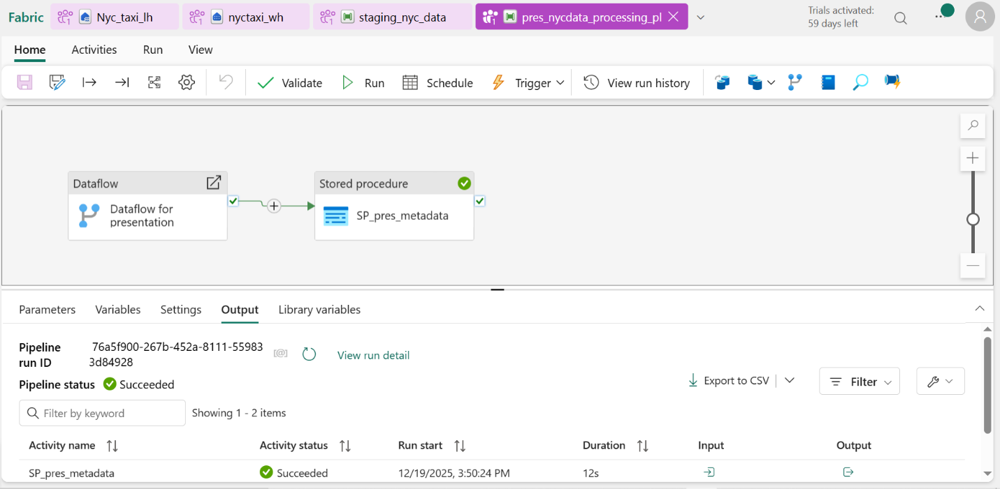 Fabric
Nyc_taxi_lh
nyctaxi_wh
staging_nyc_data
pres_nycdata_processing_pl
Trials activated:
59 days left
Home
Activities
Run
View
Validate
Run
Schedule
Trigger
View run history
Dataflow
Dataflow for
presentation
Stored procedure
SP_pres_metadata
Parameters
Variables
Settings
Output
Library variables
Pipeline
run ID
76a5f900-267b-452a-8111-55983
3d84928
[@]
View run detail
Pipeline status
Succeeded
Export to CSV
Filter
Filter by keyword
Showing 1 - 2 items
Activity name
Activity status
Run start
Duration
Input
Output
SP_pres_metadata
Succeeded
12/19/2025, 3:50:24 PM
12s